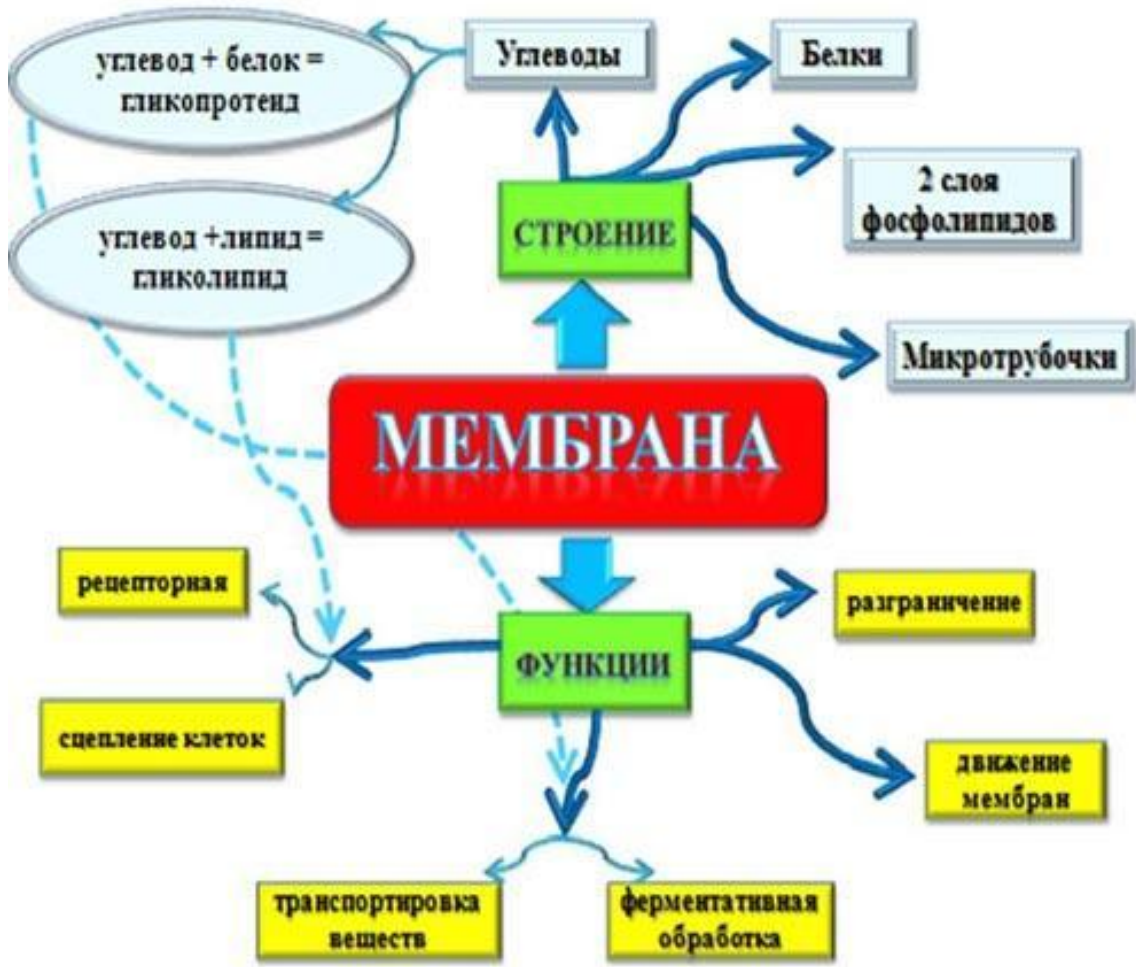 углевод + белок =
гликопротеид
Углеводы
Белки
2 слоя
фосфолипидов
углевод +липид =
гликолипид
СТРОЕНИЕ
Микротрубочки
МЕМБРАНА
рецепторная
разграничение
ФУНКЦИИ
сцепление клеток
движение
мембран
транспортировка
веществ
ферментативная
обработка